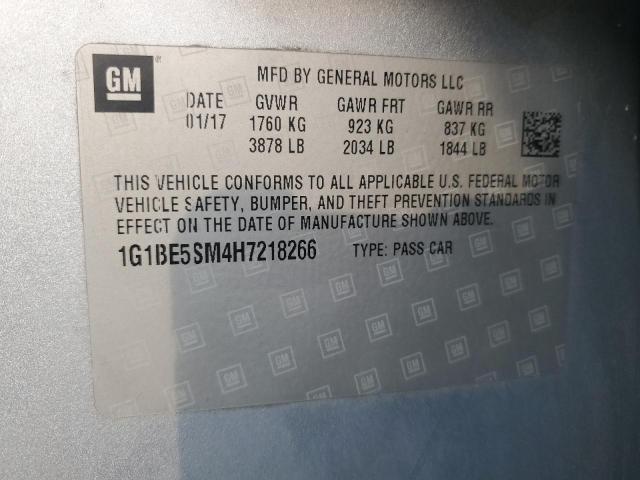 GM
MFD BY GENERAL MOTORS LLC
DATE GVWR GAWR FRT GAWR RR
01/17 1760 KG 923 KG 837 KG
3878 LB 2034 LB 1844 LB
THIS VEHICLE CONFORMS TO ALL APPLICABLE U.S. FEDERAL MOTOR
VEHICLE SAFETY, BUMPER, AND THEFT PREVENTION STANDARDS IN
EFFECT ON THE DATE OF MANUFACTURE SHOWN ABOVE.
1G1BE5SM4H7218266 TYPE: PASS CAR